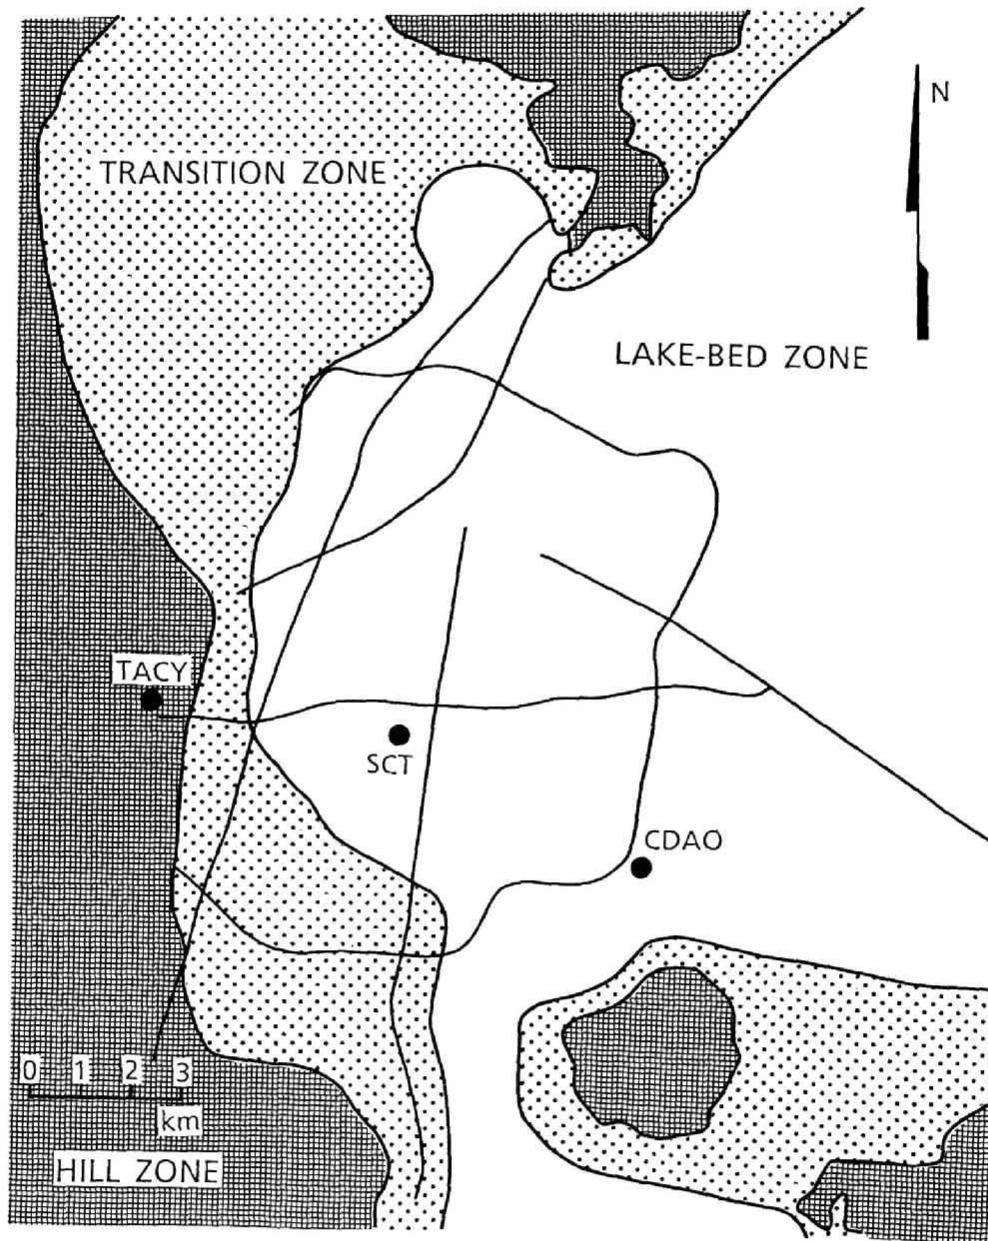 N
TRANSITION ZONE
LAKE-BED ZONE
TACY
SCT
CDAO
0 1 2 3
km
HILL ZONE